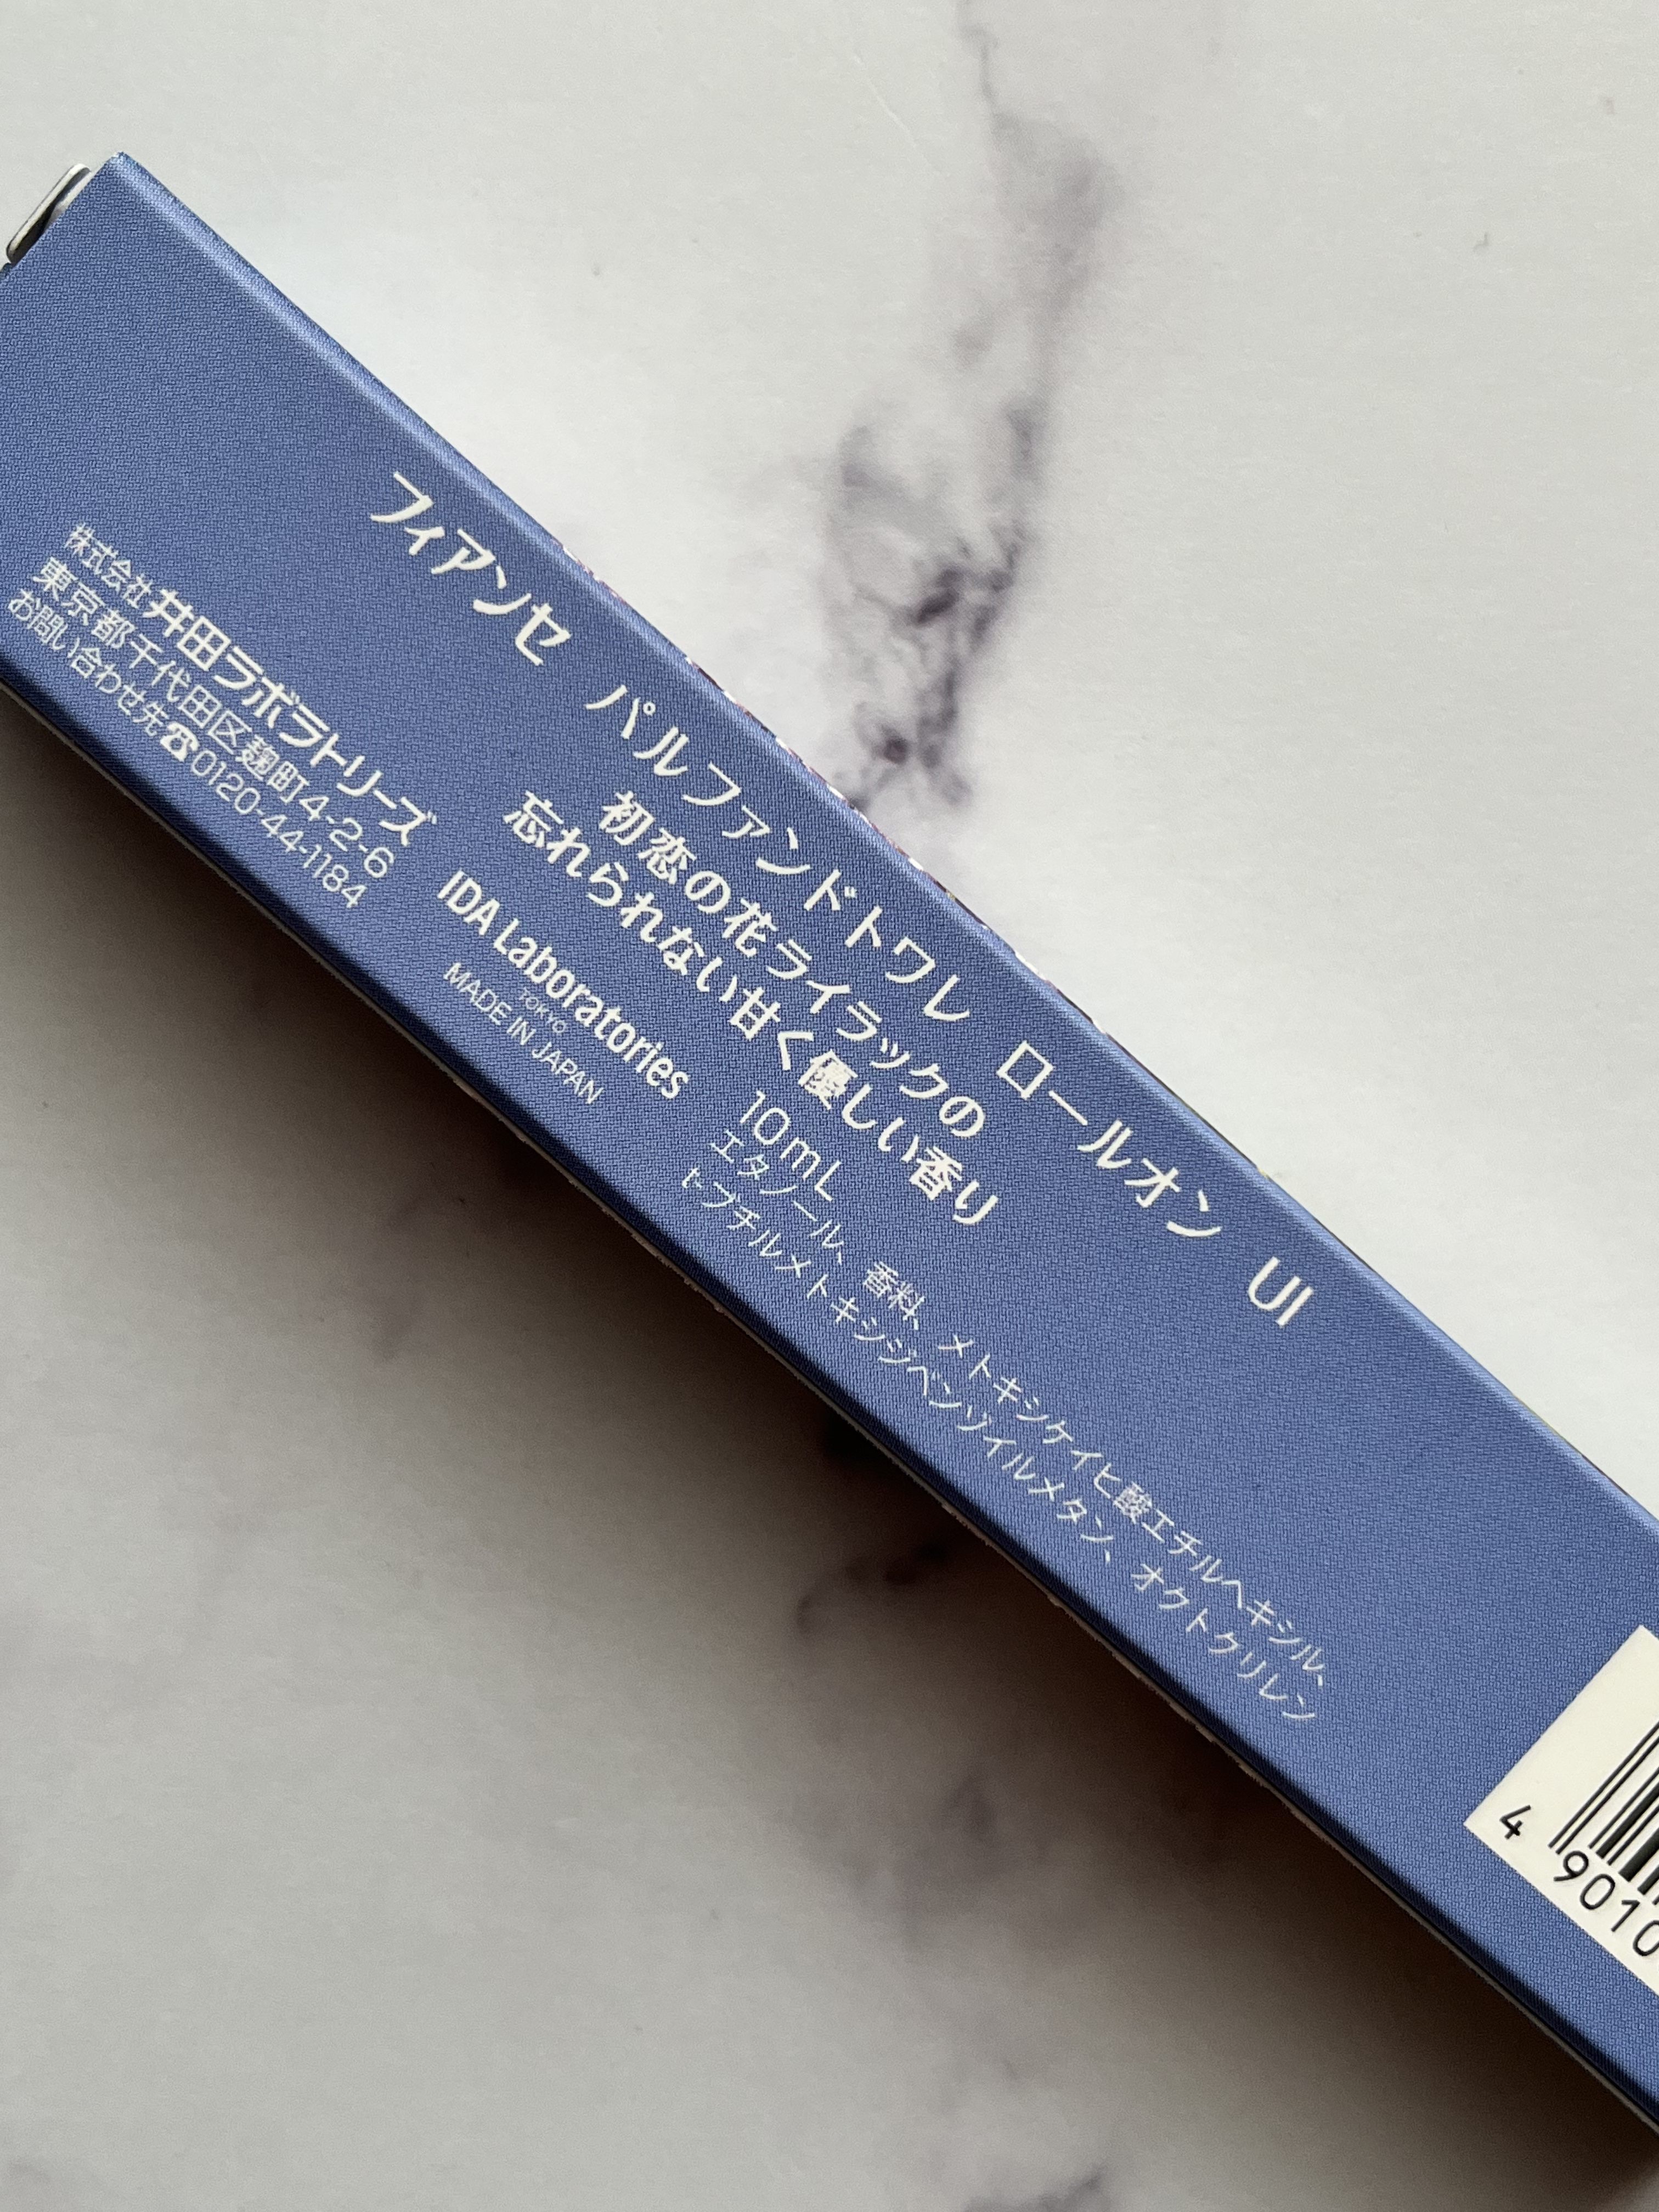 フィアンセ パルファンドトワレ ロールオン UI
初恋の花ライラックの
忘れられない甘く優しい香り
株式会社井田ラボラトリーズ
東京都千代田区麹町4-2-6
お問い合わせ先☎0120-44-1184
IDA Laboratories
TOKYO
MADE IN JAPAN
10mL
エタノール、香料、メトキシケイヒ酸エチルヘキシル、
t-ブチルメトキシジベンゾイルメタン、オクトクリレン
4 9010